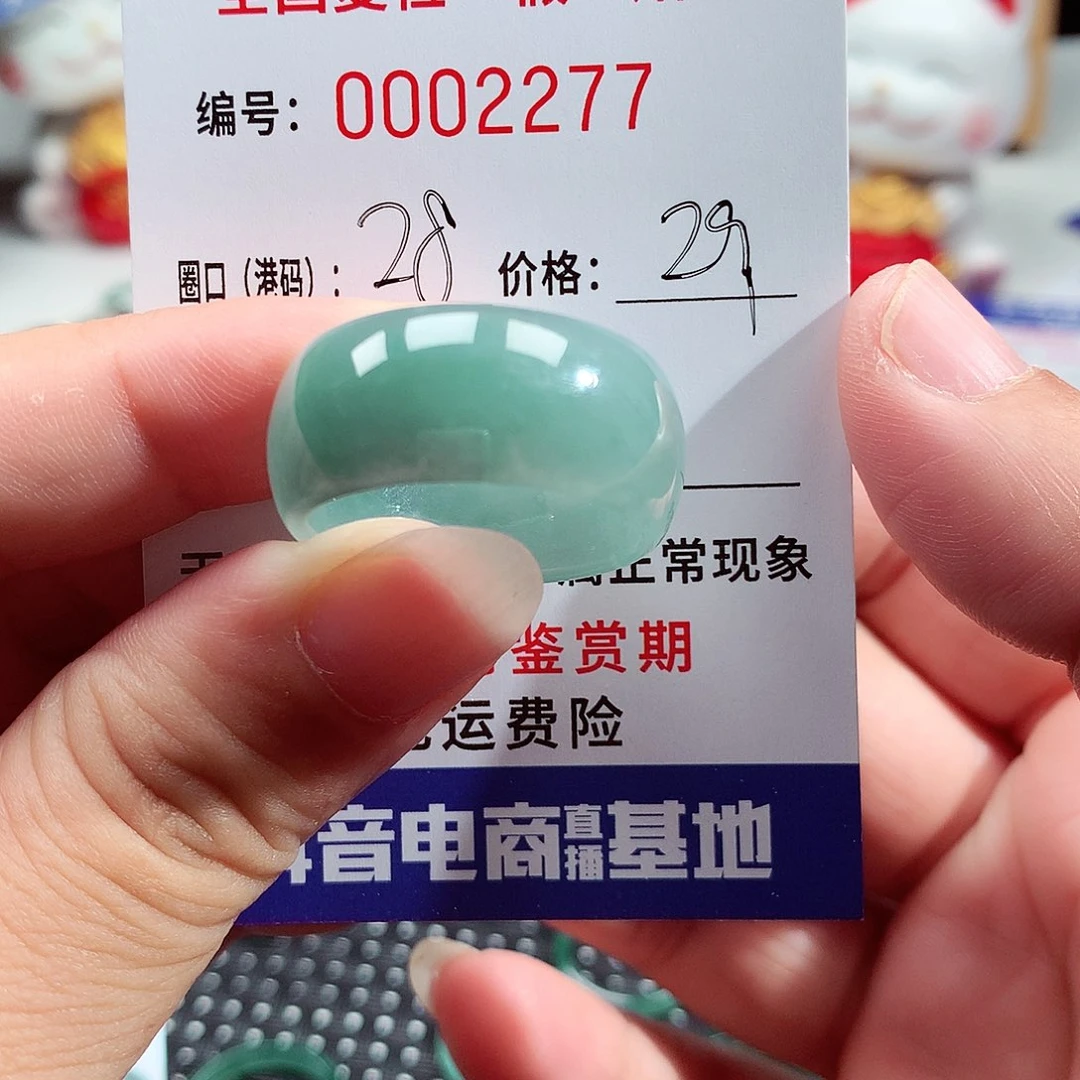 编号：0002277
圈口（港码）：28 价格：29
正常现象
鉴赏期
运费险
音电商直播基地